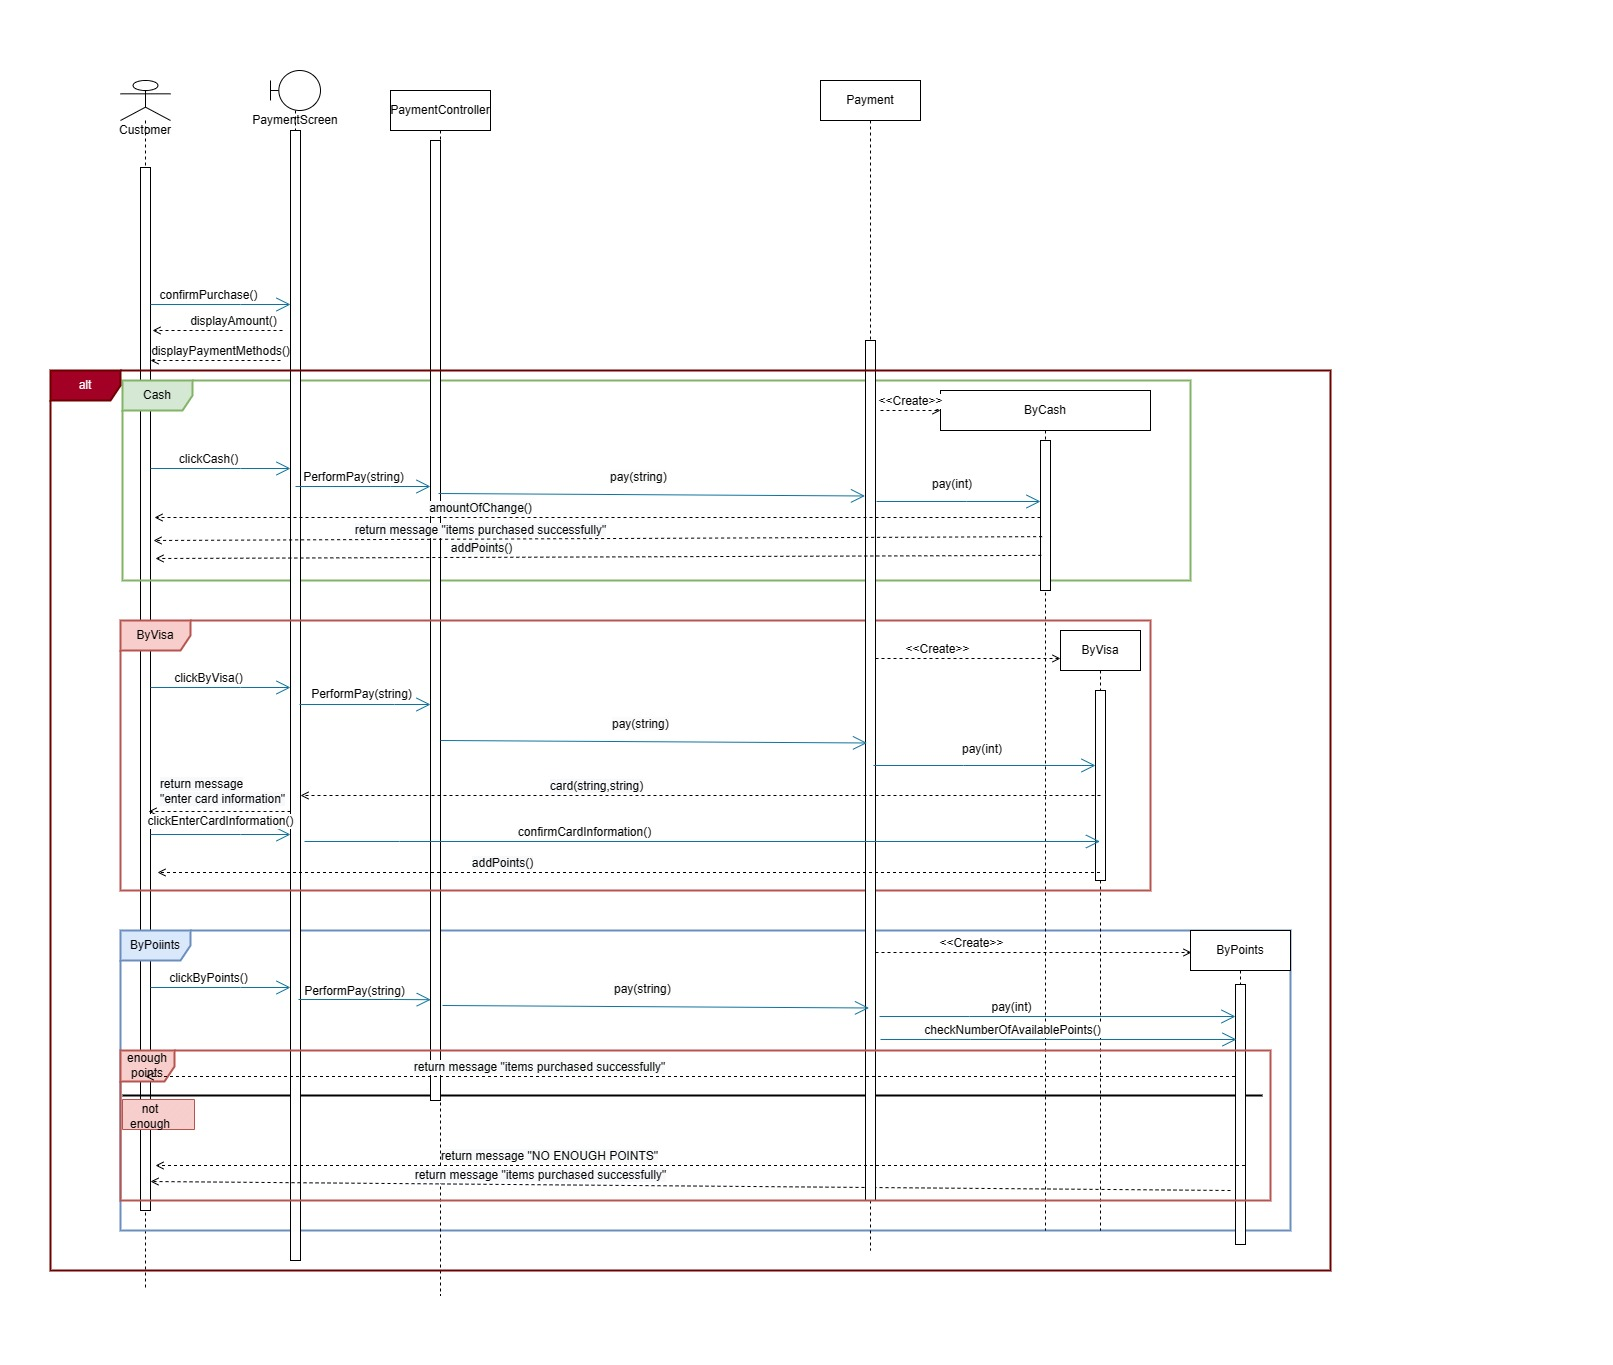 Customer
PaymentScreen
PaymentController
Payment
confirmPurchase()
displayAmount()
displayPaymentMethods()
alt
Cash
<<Create>>
ByCash
clickCash()
PerformPay(string)
pay(string)
pay(int)
amountOfChange()
return message "items purchased successfully"
addPoints()
ByVisa
<<Create>>
ByVisa
clickByVisa()
PerformPay(string)
pay(string)
pay(int)
return message
"enter card information"
card(string,string)
clickEnterCardInformation()
confirmCardInformation()
addPoints()
ByPoiints
<<Create>>
ByPoints
clickByPoints()
PerformPay(string)
pay(string)
pay(int)
checkNumberOfAvailablePoints()
enough
points
return message "items purchased successfully"
not
enough
return message "NO ENOUGH POINTS"
return message "items purchased successfully"